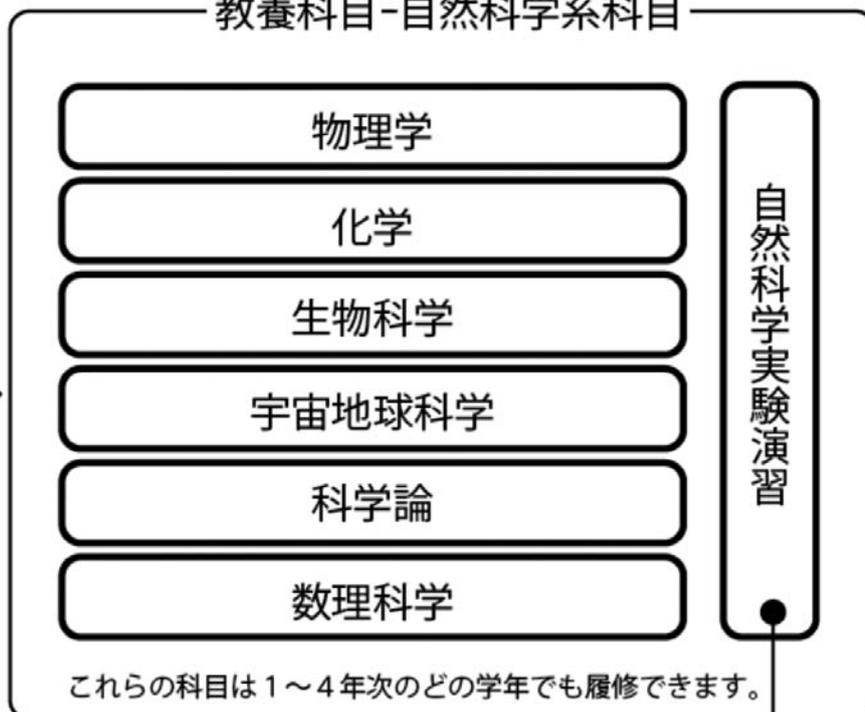 教養科目-自然科学系科目
物理学
化学
生物科学
宇宙地球科学
科学論
数理科学
自然科学実験演習
これらの科目は1～4年次のどの学年でも履修できます。